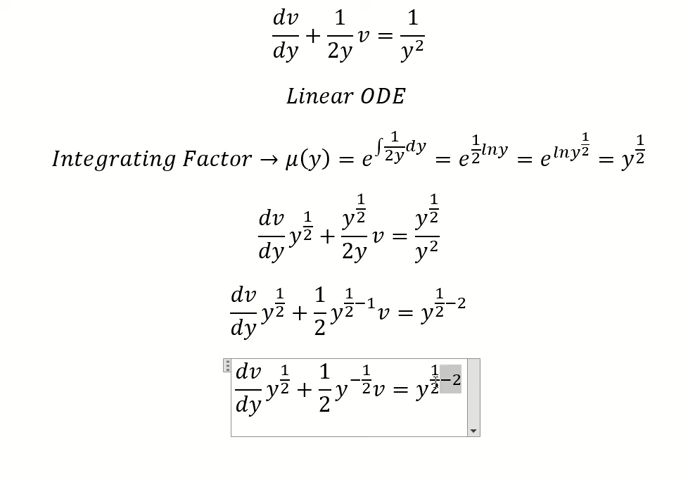 dv/dy + 1/2y v = 1/y²
Linear ODE
Integrating Factor → μ(y) = e^(∫ 1/2y dy) = e^(1/2 lny) = e^(lny^(1/2)) = y^(1/2)
dv/dy y^(1/2) + y^(1/2)/2y v = y^(1/2)/y²
dv/dy y^(1/2) + 1/2 y^(1/2−1) v = y^(1/2−2)
dv/dy y^(1/2) + 1/2 y^(−1/2) v = y^(1/2−2)